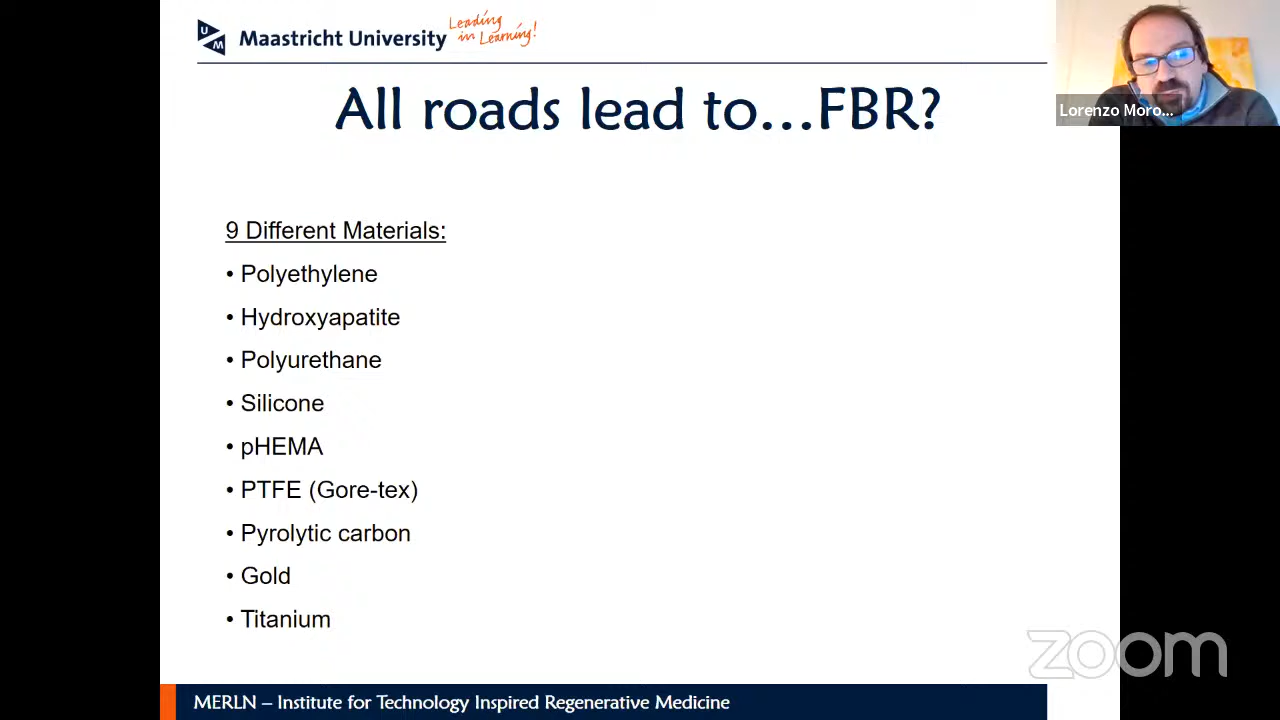 U
M
Maastricht University
Leading
in Learning!
Lorenzo Moro...
All roads lead to...FBR?
9 Different Materials:
• Polyethylene
• Hydroxyapatite
• Polyurethane
• Silicone
• pHEMA
• PTFE (Gore-tex)
• Pyrolytic carbon
• Gold
• Titanium
zoom
MERLN – Institute for Technology Inspired Regenerative Medicine